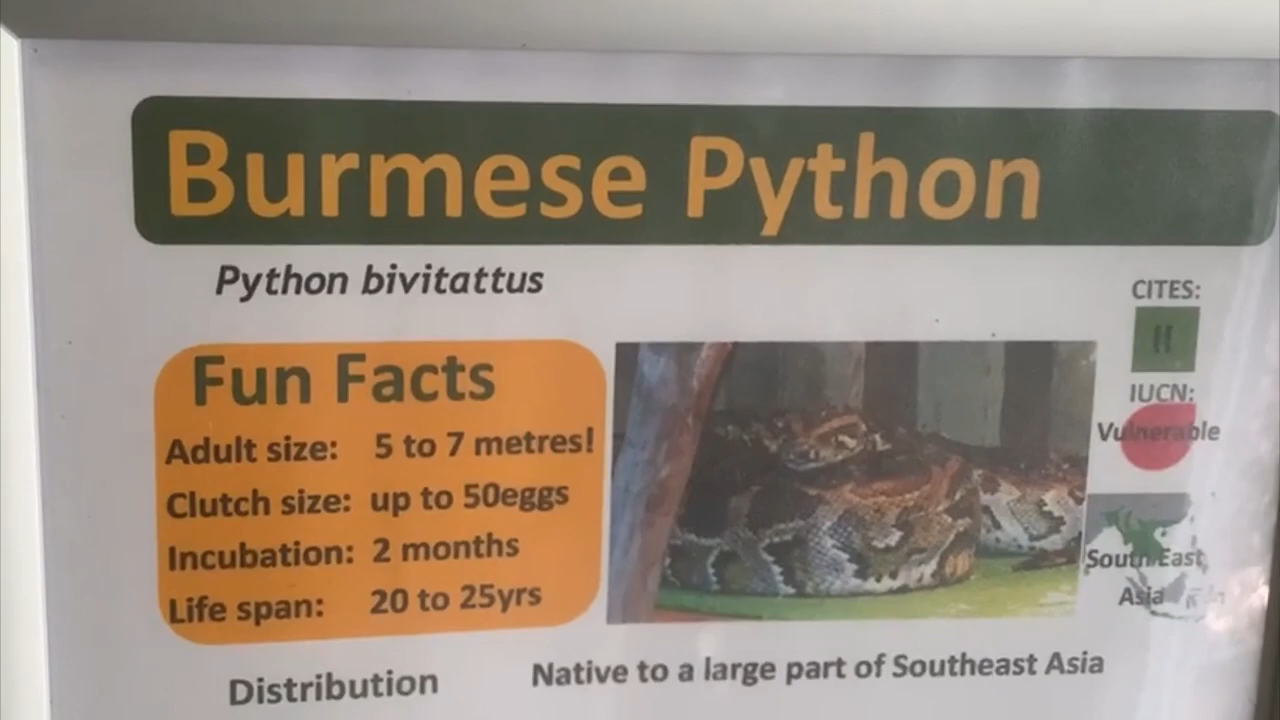 Burmese Python
Python bivitattus
CITES:
II
IUCN:
Vulnerable
South East
Asia
Fun Facts
Adult size: 5 to 7 metres!
Clutch size: up to 50eggs
Incubation: 2 months
Life span: 20 to 25yrs
Distribution Native to a large part of Southeast Asia